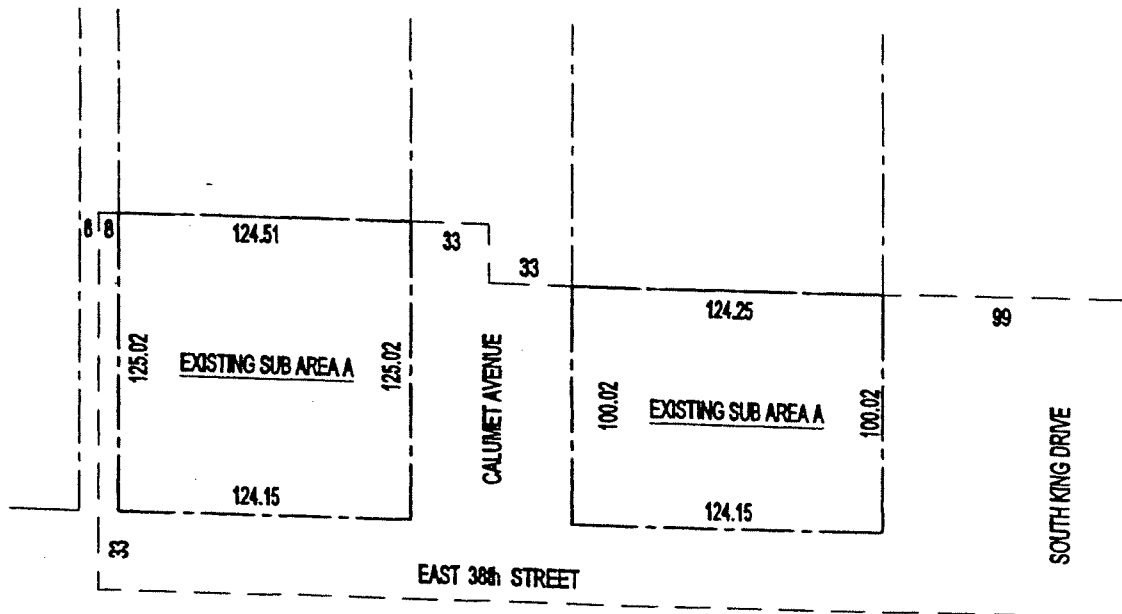 8 8
124.51
33
33
124.25
99
125.02
EXISTING SUB AREA A
125.02
CALUMET AVENUE
100.02
EXISTING SUB AREA A
100.02
SOUTH KING DRIVE
124.15
124.15
33
EAST 38th STREET